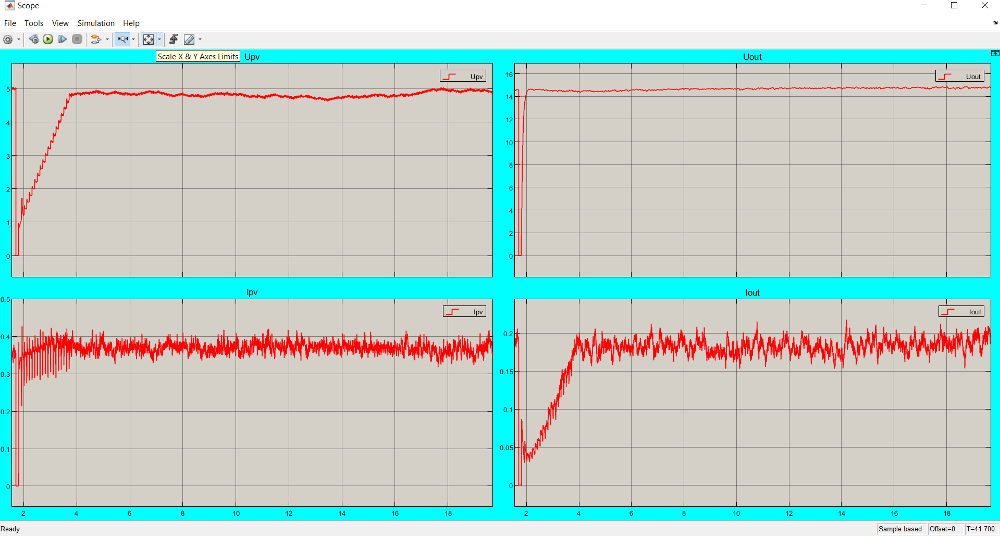 Scope
File Tools View Simulation Help
Scale X & Y Axes Limits
Upv
Upv
5
4
3
2
1
0
Uout
Uout
16
14
12
10
8
6
4
2
0
2 4 6 8 10 12 14 16 18
Ipv
Ipv
0.5
0.4
0.3
0.2
0.1
0
2 4 6 8 10 12 14 16 18
Iout
Iout
0.2
0.15
0.1
0.05
0
Ready
Sample based Offset=0 T=41.700